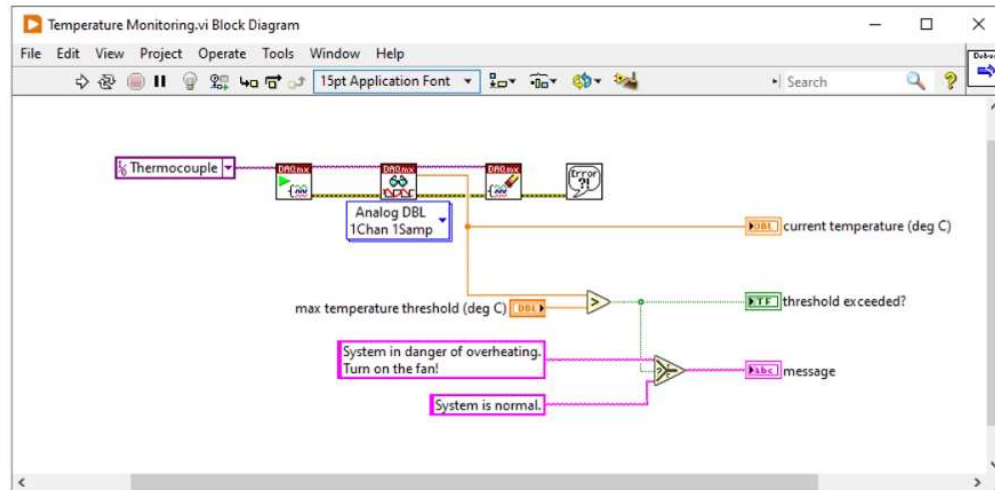 Temperature Monitoring.vi Block Diagram
File Edit View Project Operate Tools Window Help
15pt Application Font
Search
Thermocouple
DAQmx DAQmx DAQmx Error
?!
Analog DBL
1Chan 1Samp
DBL current temperature (deg C)
max temperature threshold (deg C) DBL
>
TF threshold exceeded?
System in danger of overheating.
Turn on the fan!
?
abc message
System is normal.